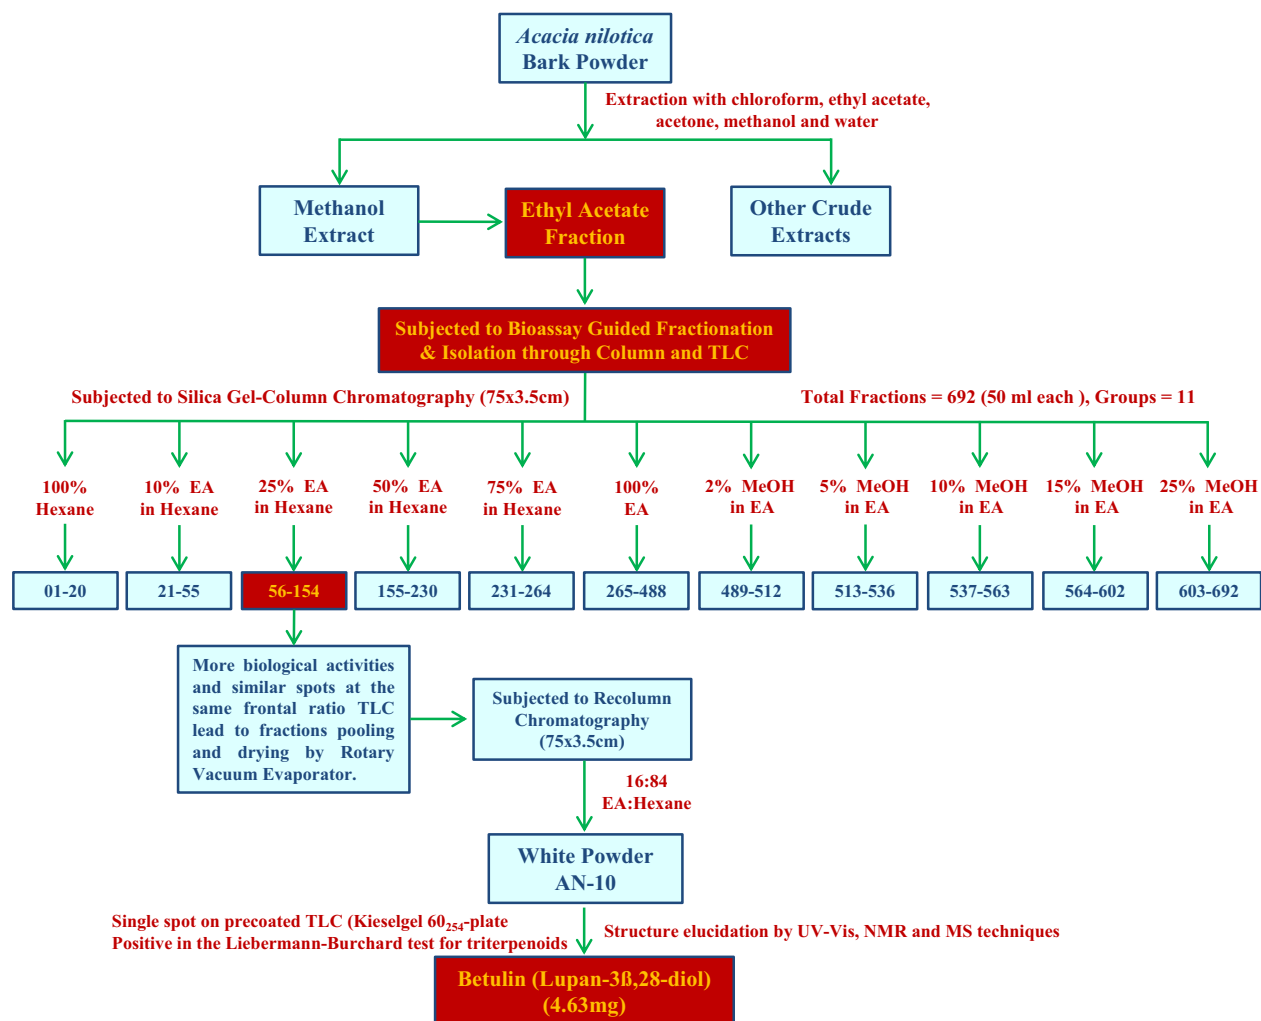 Acacia nilotica
Bark Powder
Extraction with chloroform, ethyl acetate,
acetone, methanol and water
Methanol
Extract
Ethyl Acetate
Fraction
Other Crude
Extracts
Subjected to Bioassay Guided Fractionation
& Isolation through Column and TLC
Subjected to Silica Gel-Column Chromatography (75x3.5cm)
Total Fractions = 692 (50 ml each ), Groups = 11
100%
Hexane
10% EA
in Hexane
25% EA
in Hexane
50% EA
in Hexane
75% EA
in Hexane
100%
EA
2% MeOH
in EA
5% MeOH
in EA
10% MeOH
in EA
15% MeOH
in EA
25% MeOH
in EA
01-20
21-55
56-154
155-230
231-264
265-488
489-512
513-536
537-563
564-602
603-692
More biological activities
and similar spots at the
same frontal ratio TLC
lead to fractions pooling
and drying by Rotary
Vacuum Evaporator.
Subjected to Recolumn
Chromatography
(75x3.5cm)
16:84
EA:Hexane
White Powder
AN-10
Single spot on precoated TLC (Kieselgel 60₂₅₄-plate
Positive in the Liebermann-Burchard test for triterpenoids
Structure elucidation by UV-Vis, NMR and MS techniques
Betulin (Lupan-3ß,28-diol)
(4.63mg)